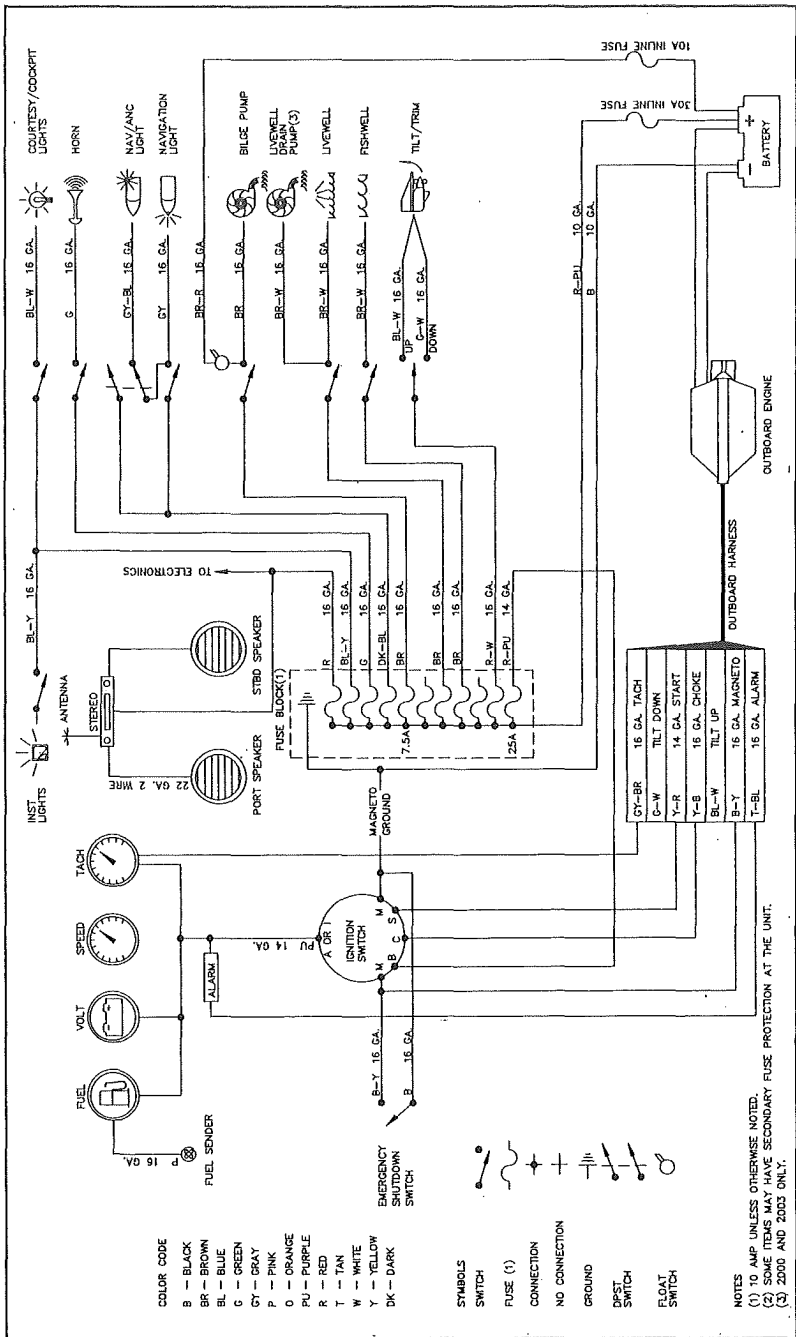 COURTESY/COCKPIT
LIGHTS
HORN
NAV/ANC
LIGHT
NAVIGATION
LIGHT
BILGE PUMP
LIVEWELL
DRAIN
PUMP(3)
LIVEWELL
FISHWELL
TILT/TRIM
BL-W 16 GA.
G 16 GA.
GY-BL 16 GA.
GY 16 GA.
BR-R 16 GA.
BR 16 GA.
BR-W 16 GA.
BR-W 16 GA.
BR-W 16 GA.
BL-W 16 GA.
UP
G-W 16 GA.
DOWN
10A INLINE FUSE
30A INLINE FUSE
+
-
BATTERY
R-PU 10 GA.
B 10 GA.
OUTBOARD ENGINE
OUTBOARD HARNESS
INST
LIGHTS
BL-Y 16 GA.
ANTENNA
STEREO
STBD SPEAKER
PORT SPEAKER
22 GA. 2 WIRE
TO ELECTRONICS
FUSE BLOCK(1)
R 16 GA.
BL-Y 16 GA.
G 16 GA.
DK-BL 16 GA.
BR 16 GA.
7.5A
BR 16 GA.
BR 16 GA.
R-W 16 GA.
R-PU 14 GA.
25A
TACH
SPEED
VOLT
FUEL
P 16 GA.
FUEL SENDER
ALARM
PU 14 GA.
A OR I
IGNITION
SWITCH
M
S
C
B
M
MAGNETO
GROUND
B-Y 16 GA.
B 16 GA.
EMERGENCY
SHUTDOWN
SWITCH
GY-BR 16 GA. TACH
G-W TILT DOWN
Y-R 14 GA. START
Y-B 16 GA. CHOKE
BL-W TILT UP
B-Y 16 GA. MAGNETO
T-BL 16 GA. ALARM
COLOR CODE
B - BLACK
BR - BROWN
BL - BLUE
G - GREEN
GY - GRAY
P - PINK
O - ORANGE
PU - PURPLE
R - RED
T - TAN
W - WHITE
Y - YELLOW
DK - DARK
SYMBOLS
SWITCH
FUSE (1)
CONNECTION
NO CONNECTION
GROUND
DPST
SWITCH
FLOAT
SWITCH
NOTES
(1) 10 AMP UNLESS OTHERWISE NOTED.
(2) SOME ITEMS MAY HAVE SECONDARY FUSE PROTECTION AT THE UNIT.
(3) 2000 AND 2003 ONLY.